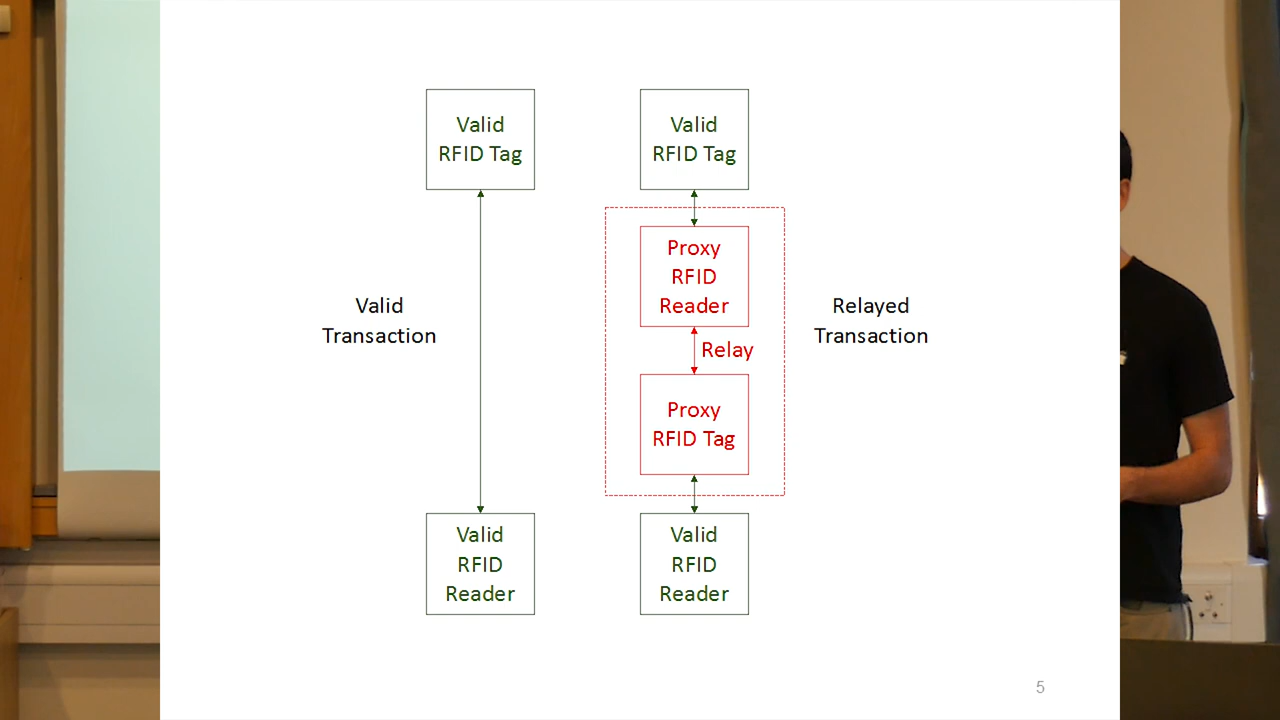 Valid
RFID Tag
Valid
Transaction
Valid
RFID
Reader
Valid
RFID Tag
Proxy
RFID
Reader
Relay
Proxy
RFID Tag
Valid
RFID
Reader
Relayed
Transaction
5